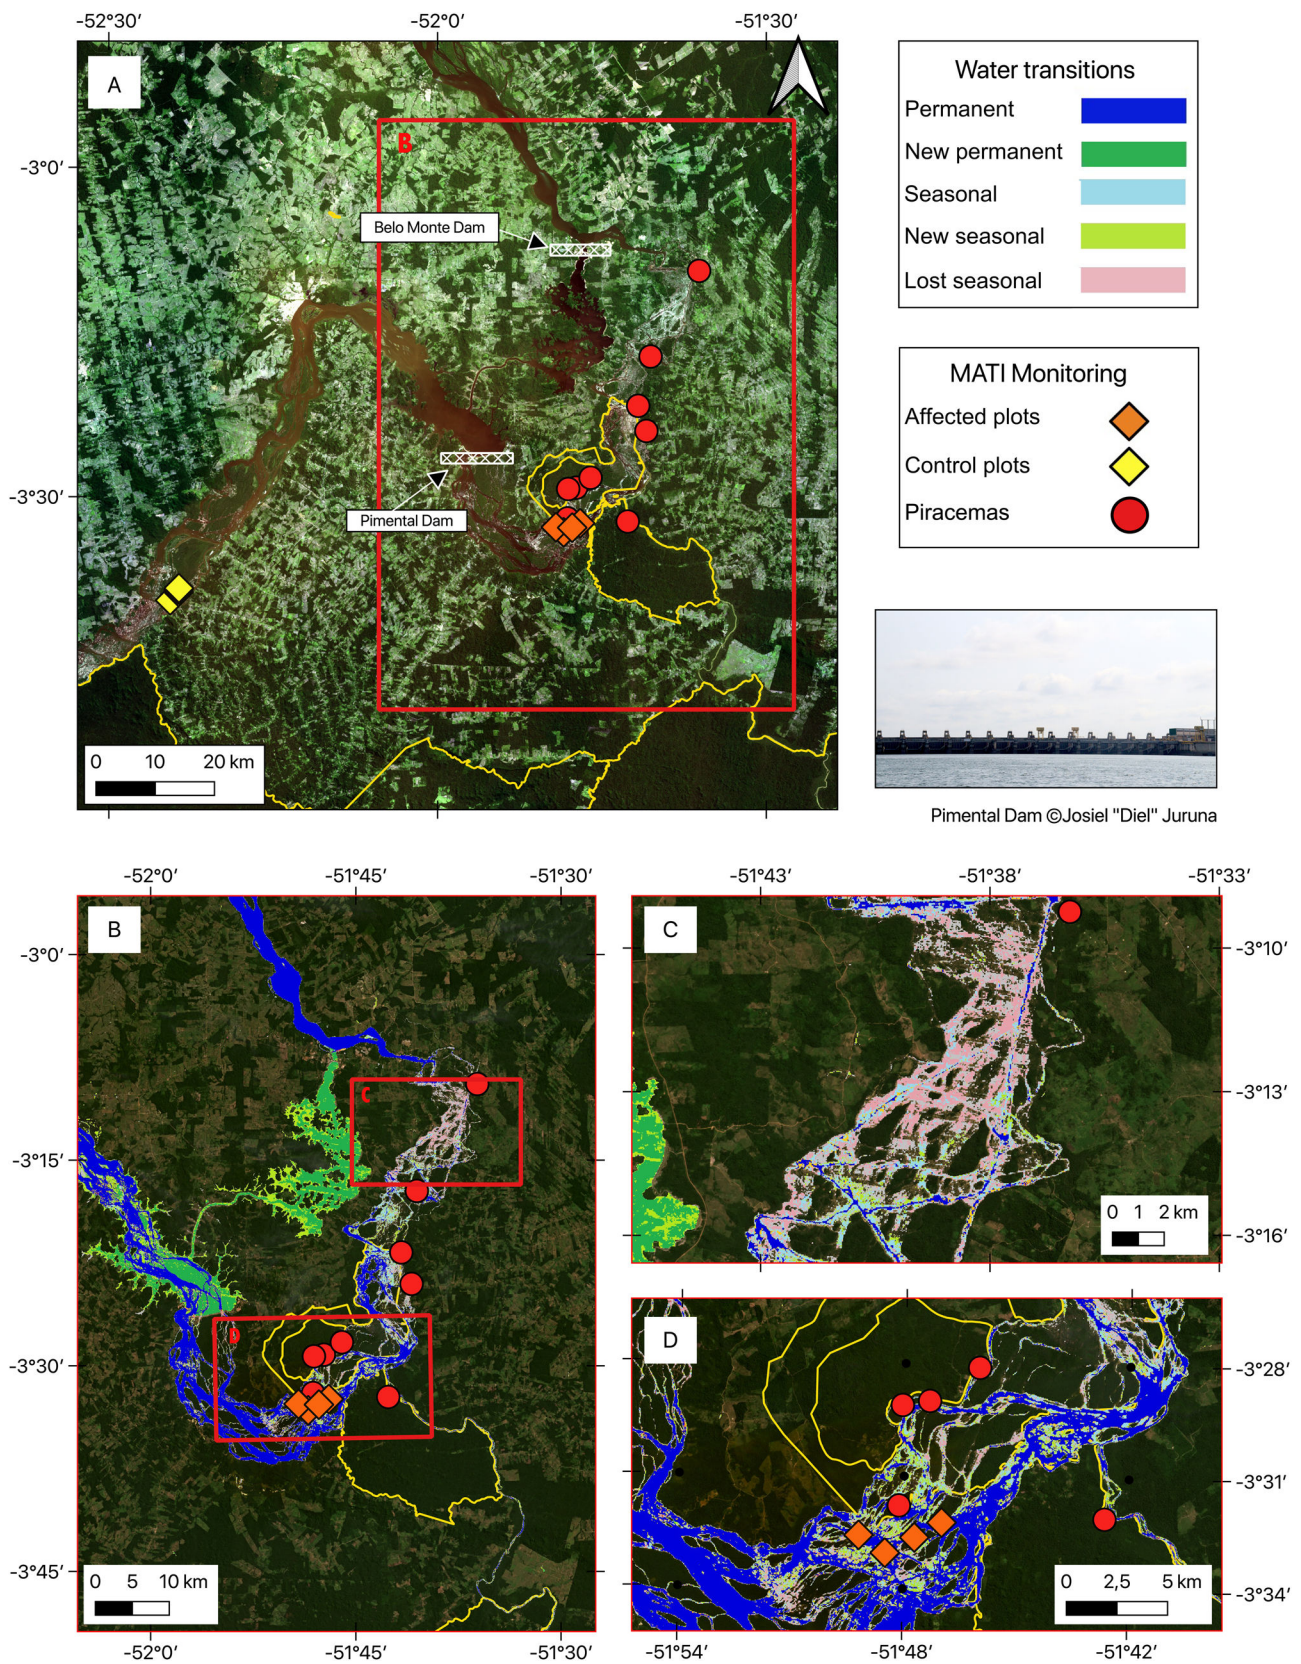 -52°30′ -52°0′ -51°30′
A
B
-3°0′
Belo Monte Dam
-3°30′
Pimental Dam
0 10 20 km
Water transitions
Permanent
New permanent
Seasonal
New seasonal
Lost seasonal
MATI Monitoring
Affected plots
Control plots
Piracemas
Pimental Dam ©Josiel "Diel" Juruna
-52°0′ -51°45′ -51°30′
B
-3°0′
C
-3°15′
D
-3°30′
-3°45′
0 5 10 km
-52°0′ -51°45′ -51°30′
-51°43′ -51°38′ -51°33′
C
-3°10′
-3°13′
0 1 2 km
-3°16′
D
-3°28′
-3°31′
0 2,5 5 km
-3°34′
-51°54′ -51°48′ -51°42′